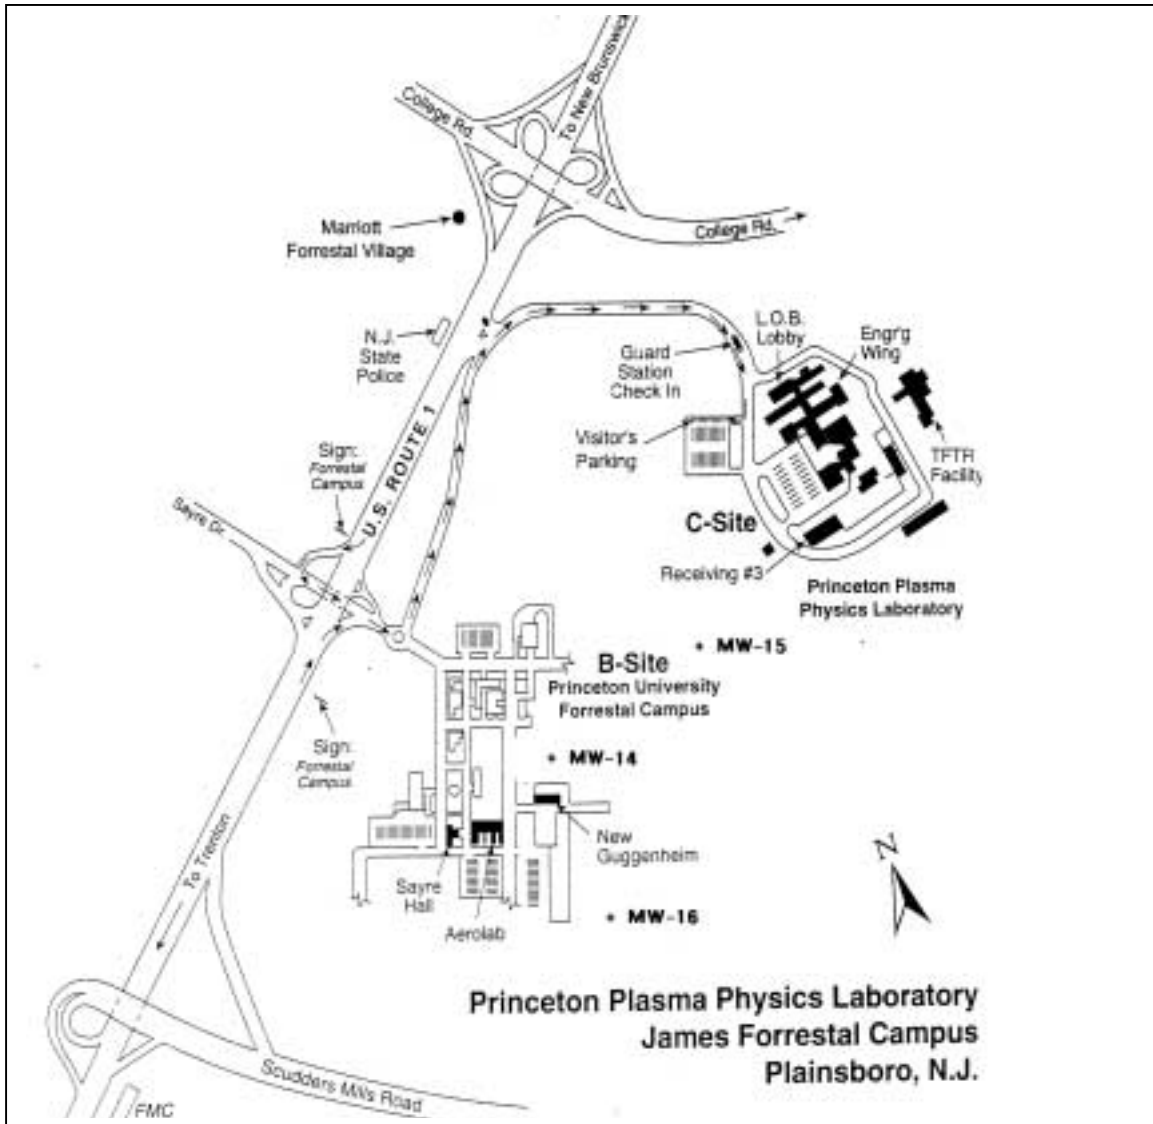 To New Brunswick
College Rd.
Marriott
Forrestal Village
College Rd.
N.J.
State
Police
L.O.B.
Lobby
Engr'g
Wing
Guard
Station
Check In
Visitor's
Parking
TFTR
Facility
Sign:
Forrestal
Campus
U.S. ROUTE 1
Sayre Dr.
C-Site
Receiving #3
Princeton Plasma
Physics Laboratory
MW-15
B-Site
Princeton University
Forrestal Campus
Sign:
Forrestal
Campus
MW-14
To Trenton
New
Guggenheim
N
Sayre
Hall
Aerolab
MW-16
Princeton Plasma Physics Laboratory
James Forrestal Campus
Plainsboro, N.J.
Scudders Mills Road
FMC